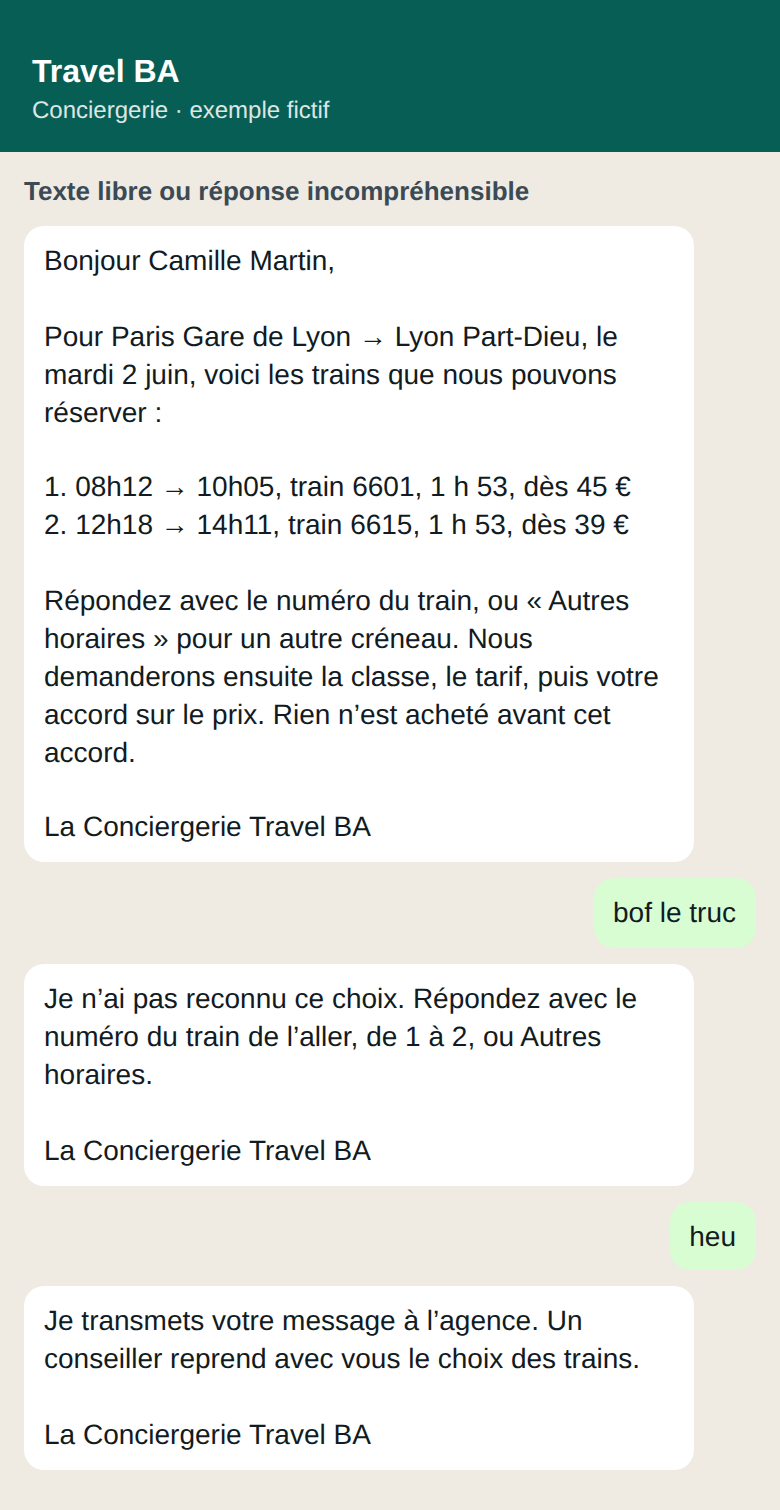 Travel BA
Conciergerie · exemple fictif
Texte libre ou réponse incompréhensible
Bonjour Camille Martin,
Pour Paris Gare de Lyon → Lyon Part-Dieu, le
mardi 2 juin, voici les trains que nous pouvons
réserver :
1. 08h12 → 10h05, train 6601, 1 h 53, dès 45 €
2. 12h18 → 14h11, train 6615, 1 h 53, dès 39 €
Répondez avec le numéro du train, ou « Autres
horaires » pour un autre créneau. Nous
demanderons ensuite la classe, le tarif, puis votre
accord sur le prix. Rien n’est acheté avant cet
accord.
La Conciergerie Travel BA
bof le truc
Je n’ai pas reconnu ce choix. Répondez avec le
numéro du train de l’aller, de 1 à 2, ou Autres
horaires.
La Conciergerie Travel BA
heu
Je transmets votre message à l’agence. Un
conseiller reprend avec vous le choix des trains.
La Conciergerie Travel BA